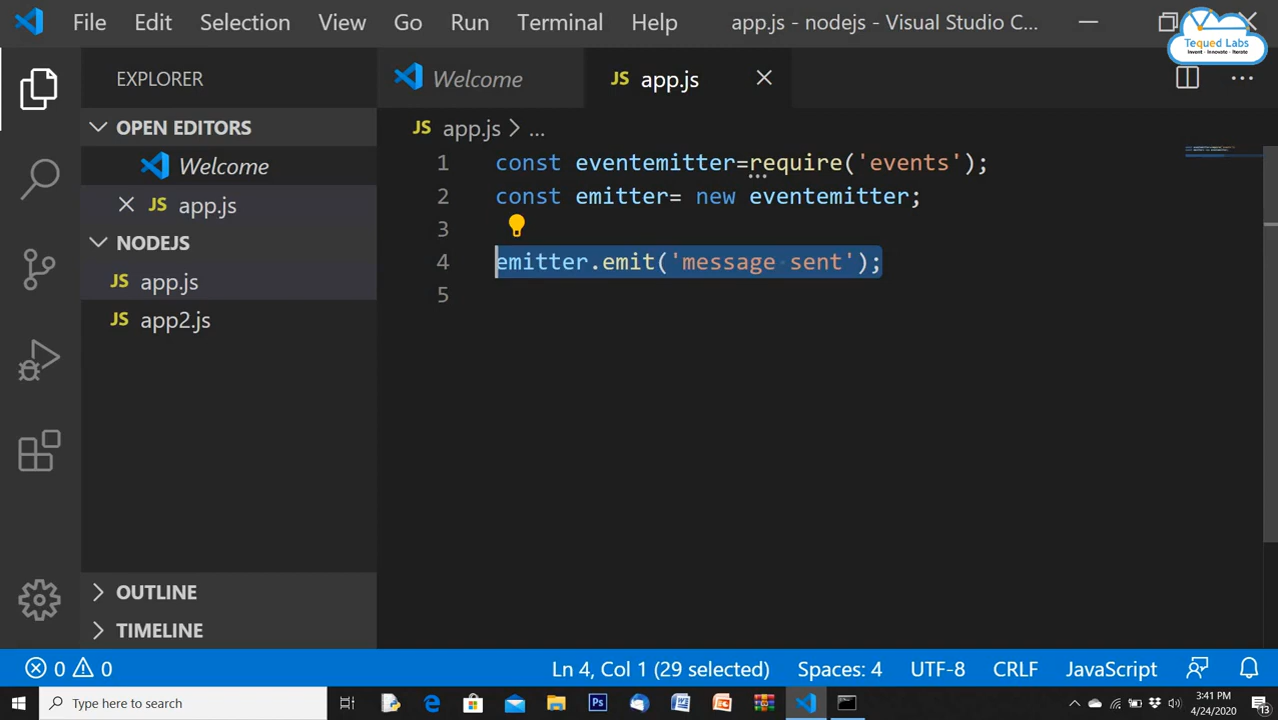 File Edit Selection View Go Run Terminal Help app.js - nodejs - Visual Studio C...
Tequed Labs
Invent - Innovate - Iterate
EXPLORER
Welcome
app.js
OPEN EDITORS
JS app.js > ...
Welcome
JS app.js
NODEJS
JS app.js
JS app2.js
1 const eventemitter=require('events');
2 const emitter= new eventemitter;
3
4 emitter.emit('message sent');
5
OUTLINE
TIMELINE
0 0 Ln 4, Col 1 (29 selected) Spaces: 4 UTF-8 CRLF JavaScript
Type here to search
3:41 PM
4/24/2020
13